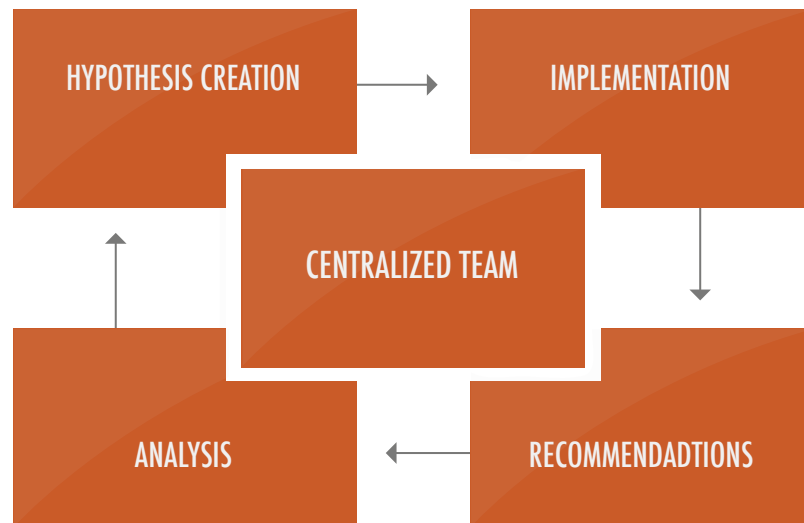 HYPOTHESIS CREATION
IMPLEMENTATION
CENTRALIZED TEAM
ANALYSIS
RECOMMENDADTIONS